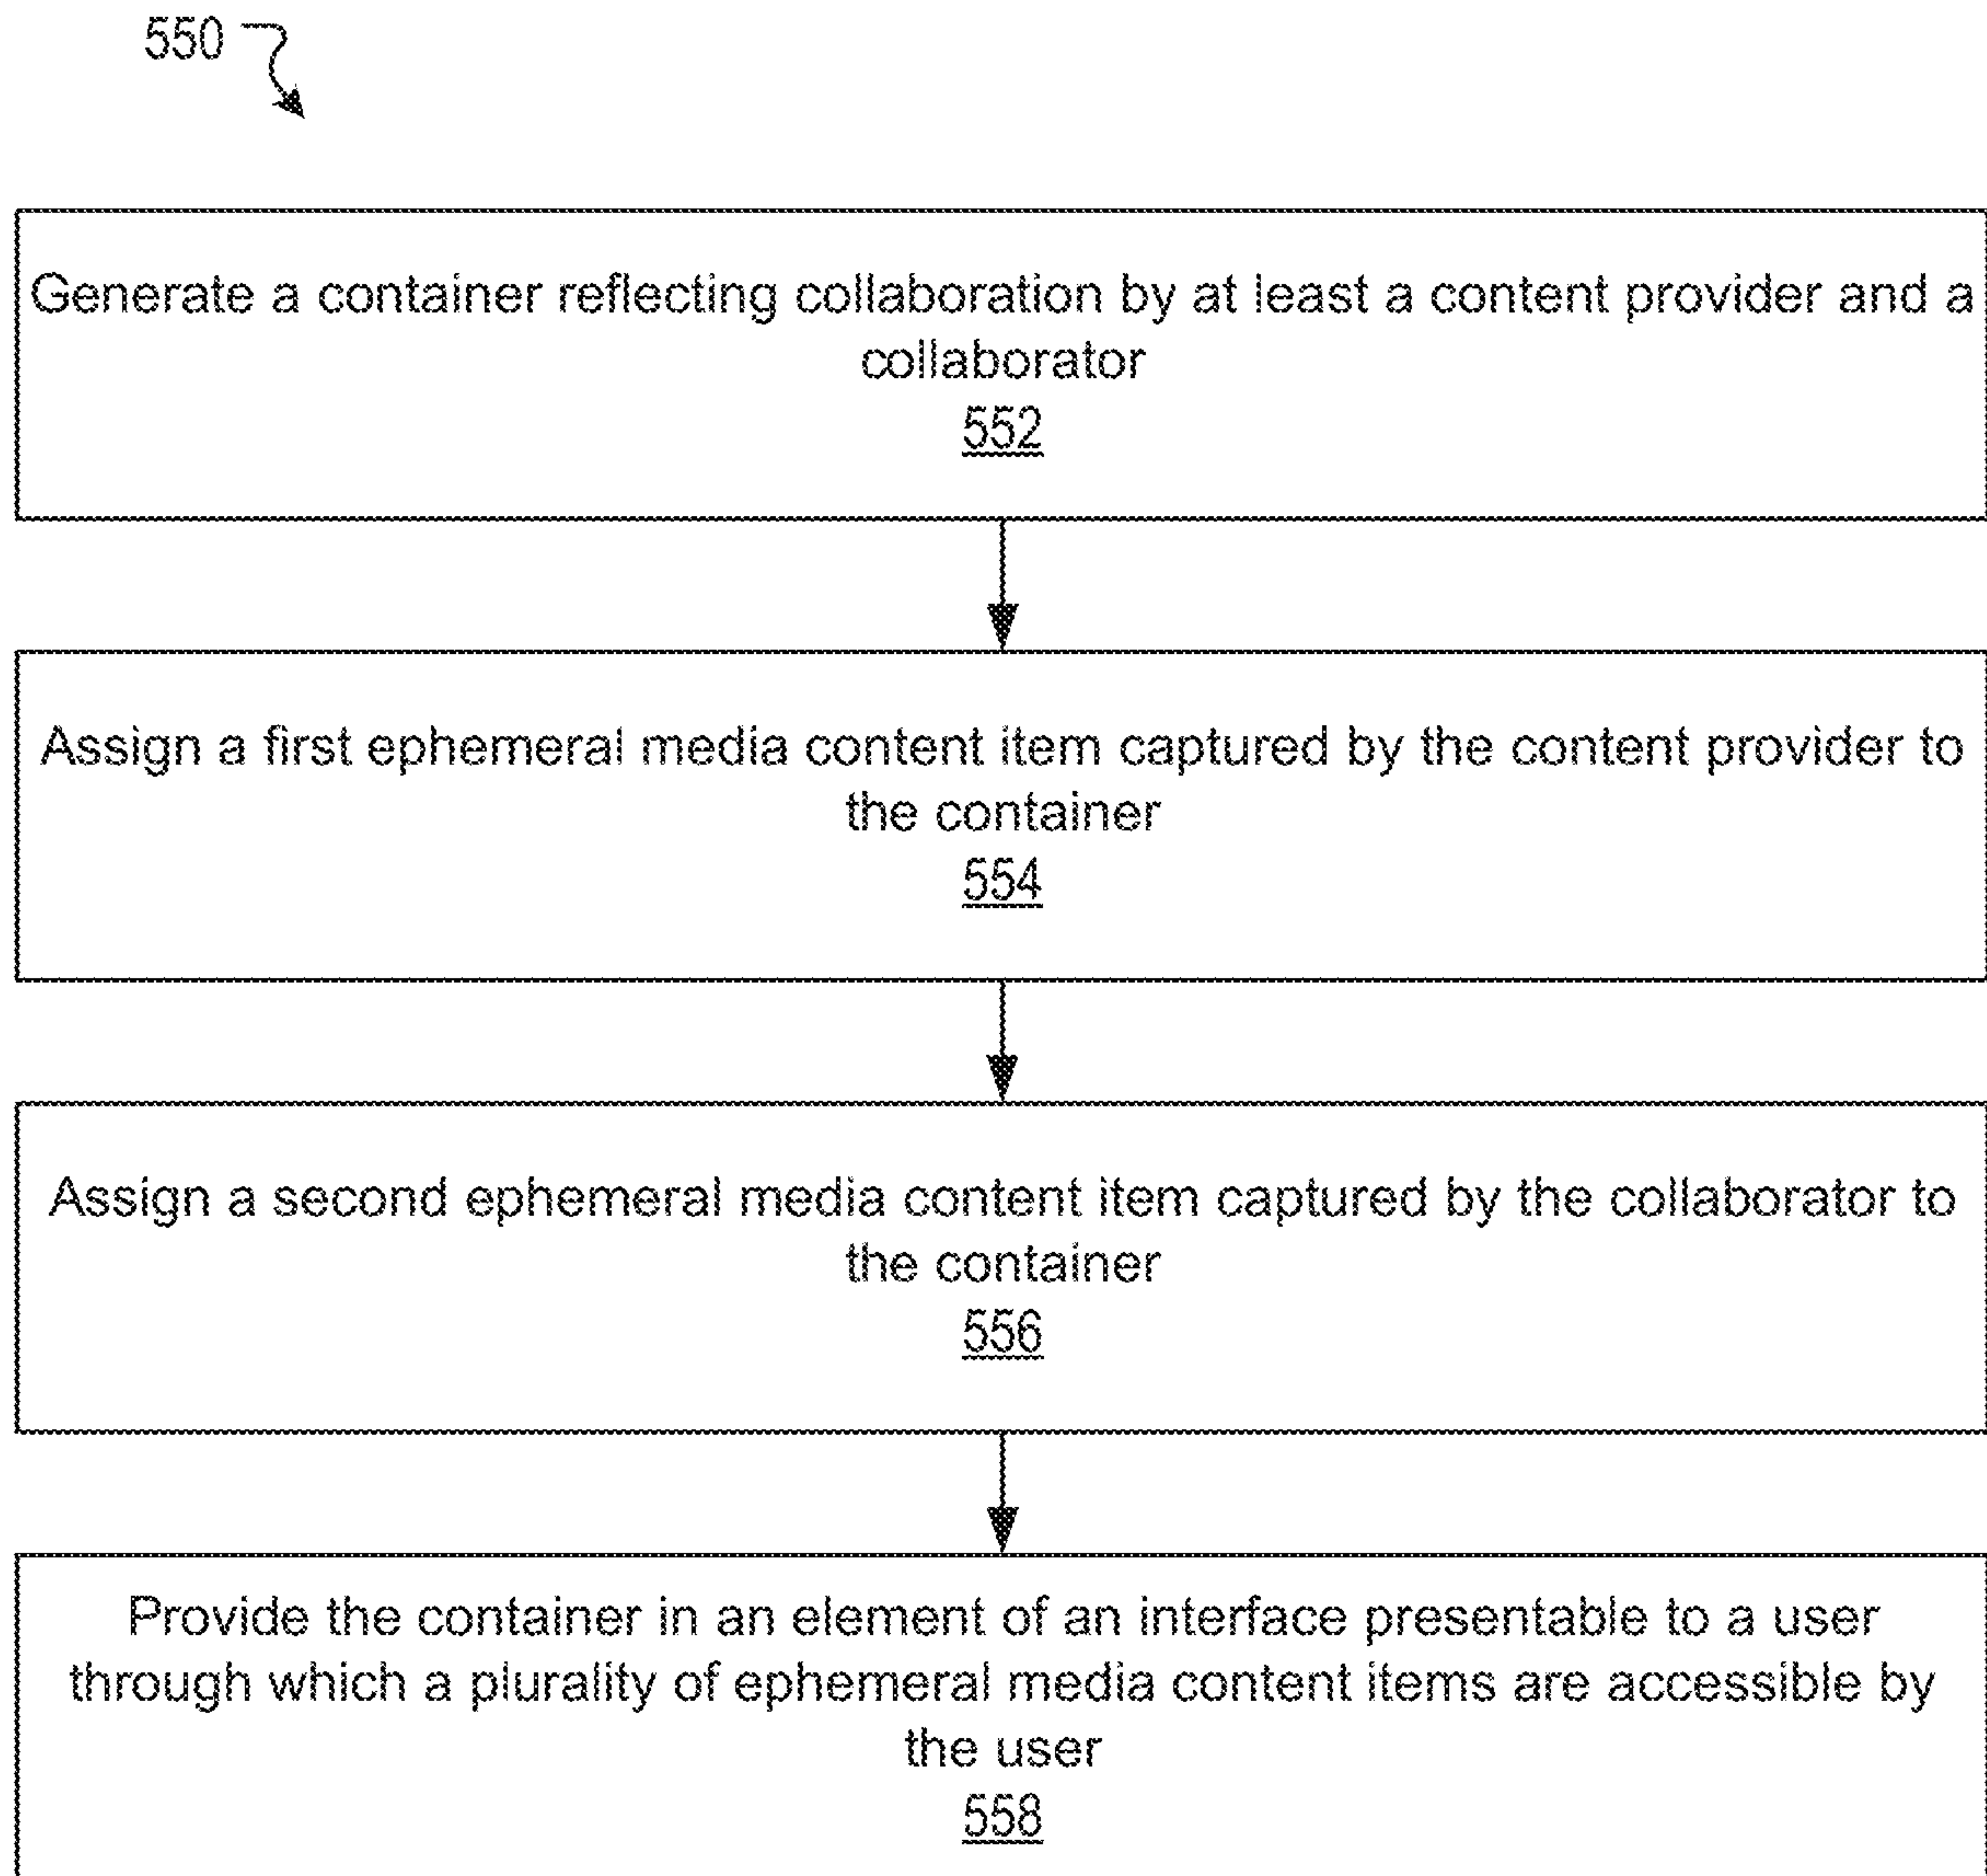 550
Generate a container reflecting collaboration by at least a content provider and a
collaborator
552
Assign a first ephemeral media content item captured by the content provider to
the container
554
Assign a second ephemeral media content item captured by the collaborator to
the container
556
Provide the container in an element of an interface presentable to a user
through which a plurality of ephemeral media content items are accessible by
the user
558